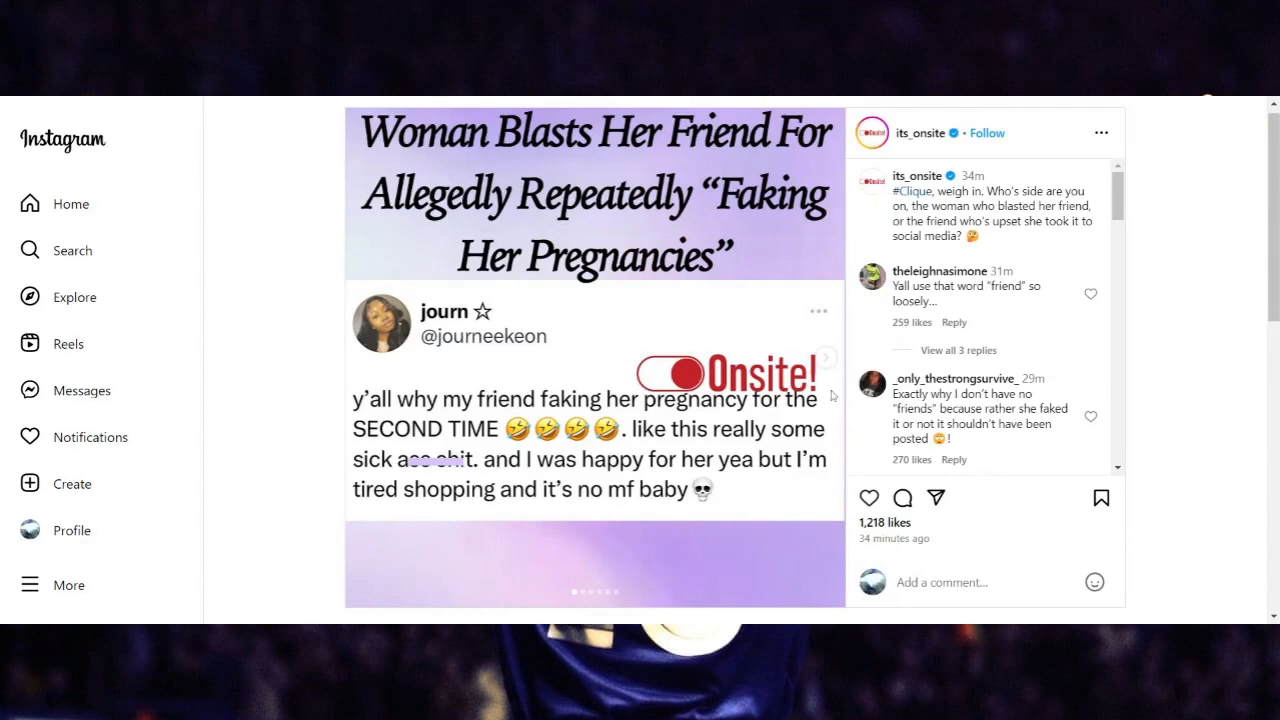 Instagram
Home
Search
Explore
Reels
Messages
Notifications
Create
Profile
More
Woman Blasts Her Friend For
Allegedly Repeatedly “Faking
Her Pregnancies”
journ ☆
@journeekeon
Onsite!
y’all why my friend faking her pregnancy for the
SECOND TIME 🤣🤣🤣🤣. like this really some
sick ass shit. and I was happy for her yea but I’m
tired shopping and it’s no mf baby💀
its_onsite • Follow
its_onsite 34m
#Clique, weigh in. Who's side are you
on, the woman who blasted her friend,
or the friend who's upset she took it to
social media? 🤔
theleighnasimone 31m
Yall use that word “friend” so
loosely...
259 likes Reply
View all 3 replies
_only_thestrongsurvive_ 29m
Exactly why I don’t have no
“friends” because rather she faked
it or not it shouldn’t have been
posted 🙄!
270 likes Reply
1,218 likes
34 minutes ago
Add a comment...